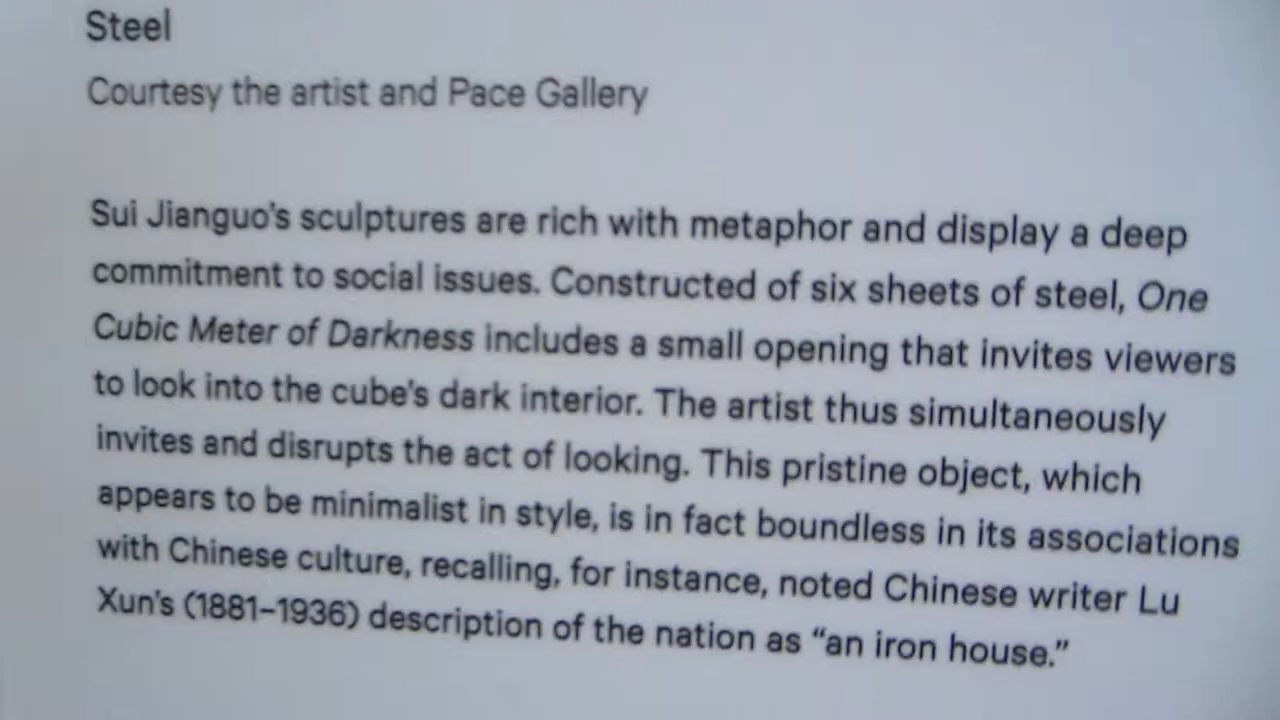 Steel
Courtesy the artist and Pace Gallery
Sui Jianguo's sculptures are rich with metaphor and display a deep
commitment to social issues. Constructed of six sheets of steel, One
Cubic Meter of Darkness includes a small opening that invites viewers
to look into the cube's dark interior. The artist thus simultaneously
invites and disrupts the act of looking. This pristine object, which
appears to be minimalist in style, is in fact boundless in its associations
with Chinese culture, recalling, for instance, noted Chinese writer Lu
Xun's (1881–1936) description of the nation as “an iron house.”